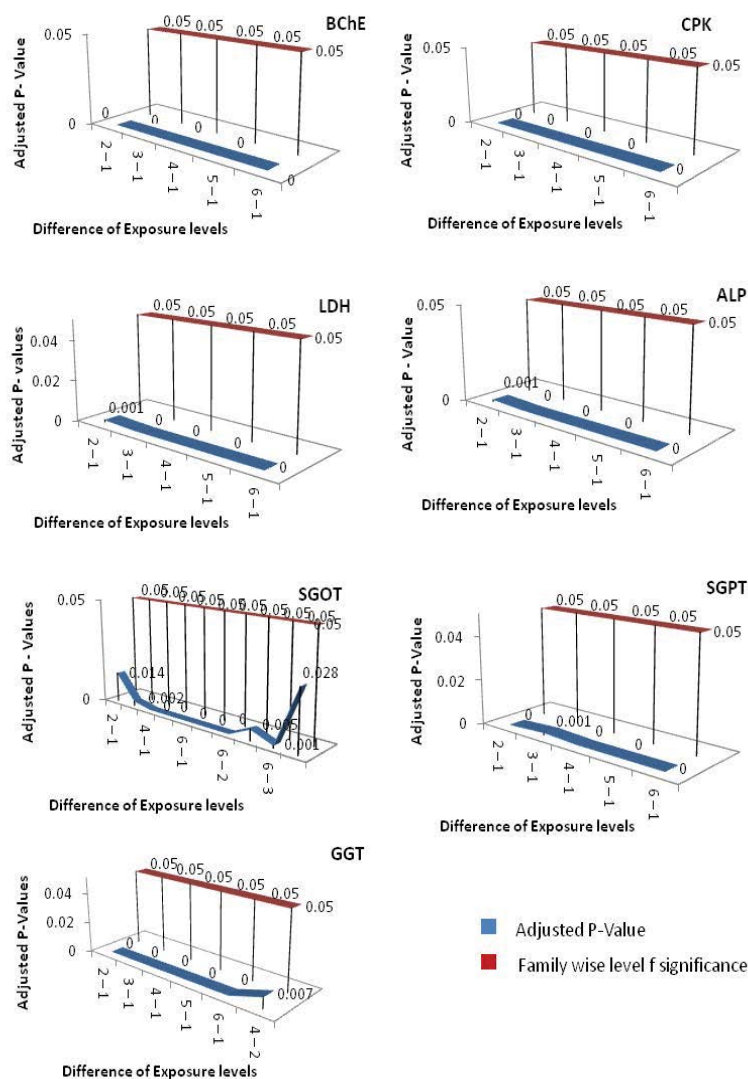 BChE
0.05 0.05 0.05 0.05 0.05
0.05
0
Adjusted P- Value
0 0 0 0 0
2−1 3−1 4−1 5−1 6−1
Difference of Exposure levels
CPK
0.05 0.05 0.05 0.05 0.05
0.05
0
Adjusted P - Value
0 0 0 0 0
2−1 3−1 4−1 5−1 6−1
Difference of Exposure levels
LDH
0.05 0.05 0.05 0.05 0.05
0.04
0.02
0
Adjusted P- values
0.001 0 0 0 0
2−1 3−1 4−1 5−1 6−1
Difference of Exposure levels
ALP
0.05 0.05 0.05 0.05 0.05
0.05
0
Adjusted P - Value
0.001 0 0 0 0
2−1 3−1 4−1 5−1 6−1
Difference of Exposure levels
SGOT
0.05 0.05 0.05 0.05 0.05 0.05 0.05 0.05 0.05 0.05
0.05
0
Adjusted P - Values
0.014 0.002 0 0 0 0 0 0.005 0.001 0.028
2−1 4−1 6−1 6−2 6−3
Difference of Exposure levels
SGPT
0.05 0.05 0.05 0.05 0.05
0.04
0.02
0
Adjusted P - Value
0 0.001 0 0 0
2−1 3−1 4−1 5−1 6−1
Difference of Exposure levels
GGT
0.05 0.05 0.05 0.05 0.05 0.05
0.04
0.02
0
Adjusted P-Values
0 0 0 0 0 0.007
2−1 3−1 4−1 5−1 6−1 4−2
Difference of Exposure levels
Adjusted P-Value
Family wise level f significance